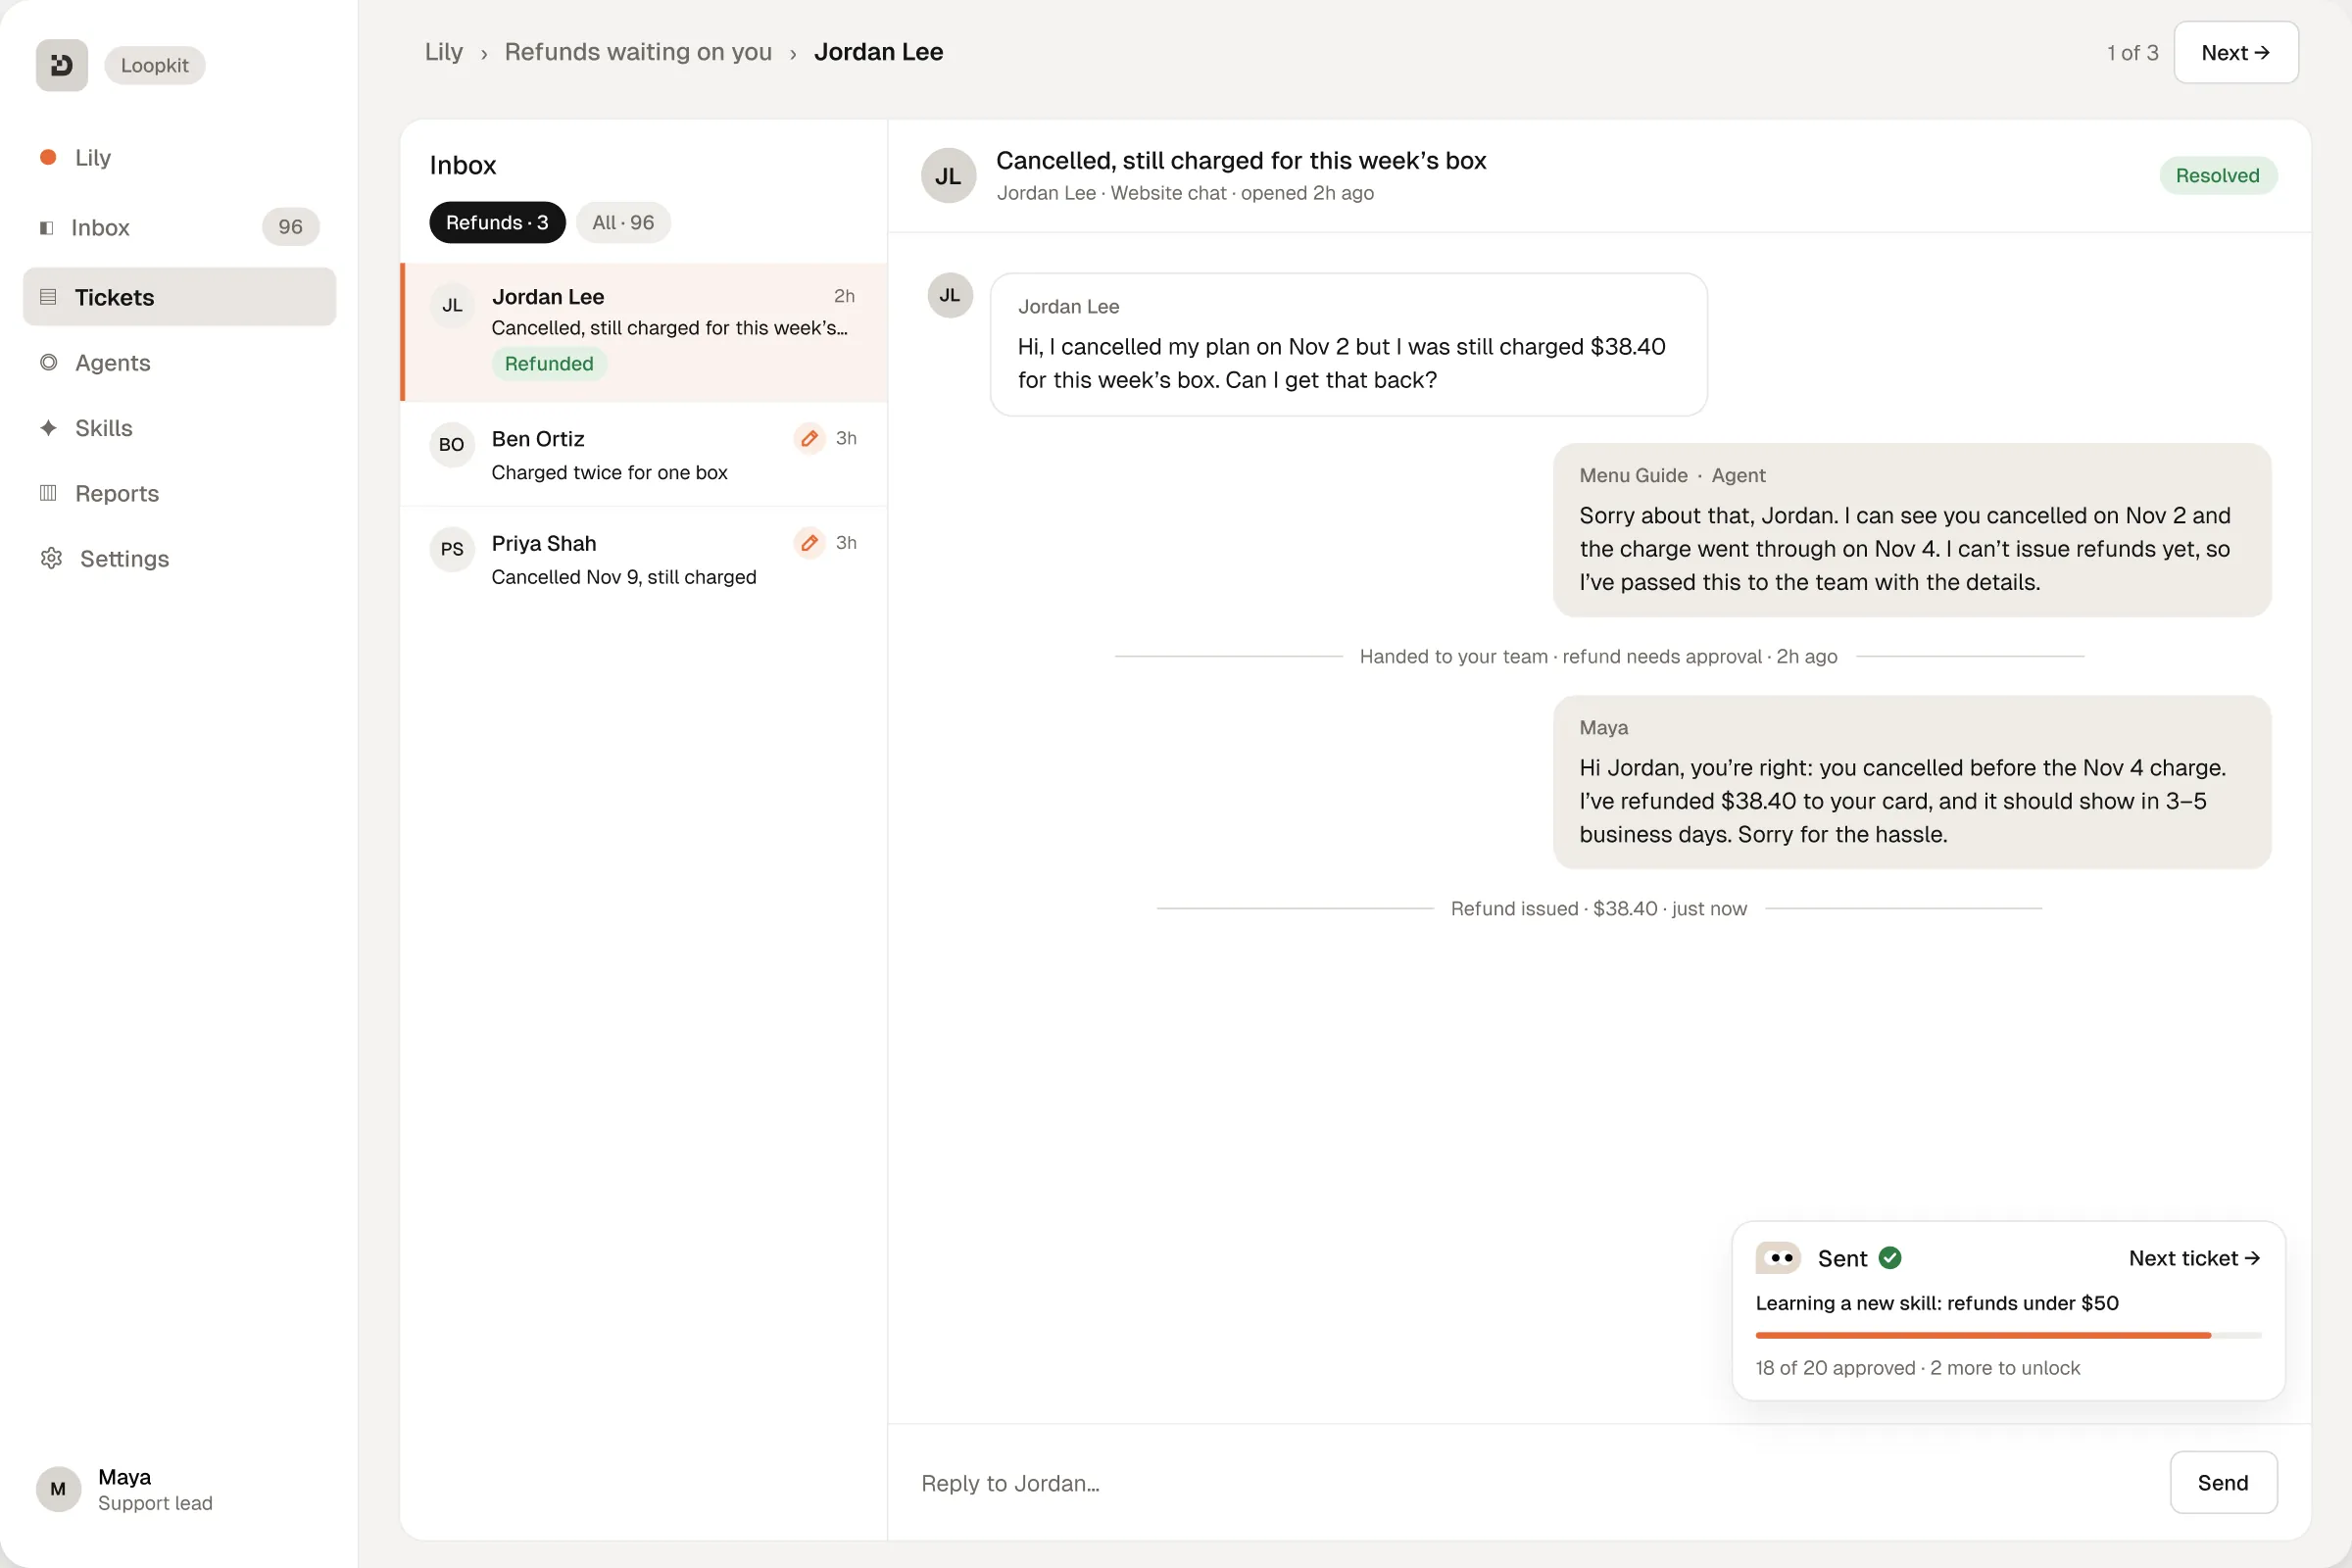 Loopkit
Lily
Inbox
96
Tickets
Agents
Skills
Reports
Settings
M
Maya
Support lead
Lily › Refunds waiting on you › Jordan Lee
1 of 3
Next →
Inbox
Refunds · 3
All · 96
JL
Jordan Lee
2h
Cancelled, still charged for this week’s...
Refunded
BO
Ben Ortiz
3h
Charged twice for one box
PS
Priya Shah
3h
Cancelled Nov 9, still charged
JL
Cancelled, still charged for this week’s box
Jordan Lee · Website chat · opened 2h ago
Resolved
JL
Jordan Lee
Hi, I cancelled my plan on Nov 2 but I was still charged $38.40
for this week’s box. Can I get that back?
Menu Guide · Agent
Sorry about that, Jordan. I can see you cancelled on Nov 2 and
the charge went through on Nov 4. I can’t issue refunds yet, so
I’ve passed this to the team with the details.
Handed to your team · refund needs approval · 2h ago
Maya
Hi Jordan, you’re right: you cancelled before the Nov 4 charge.
I’ve refunded $38.40 to your card, and it should show in 3–5
business days. Sorry for the hassle.
Refund issued · $38.40 · just now
Sent
Next ticket →
Learning a new skill: refunds under $50
18 of 20 approved · 2 more to unlock
Reply to Jordan...
Send